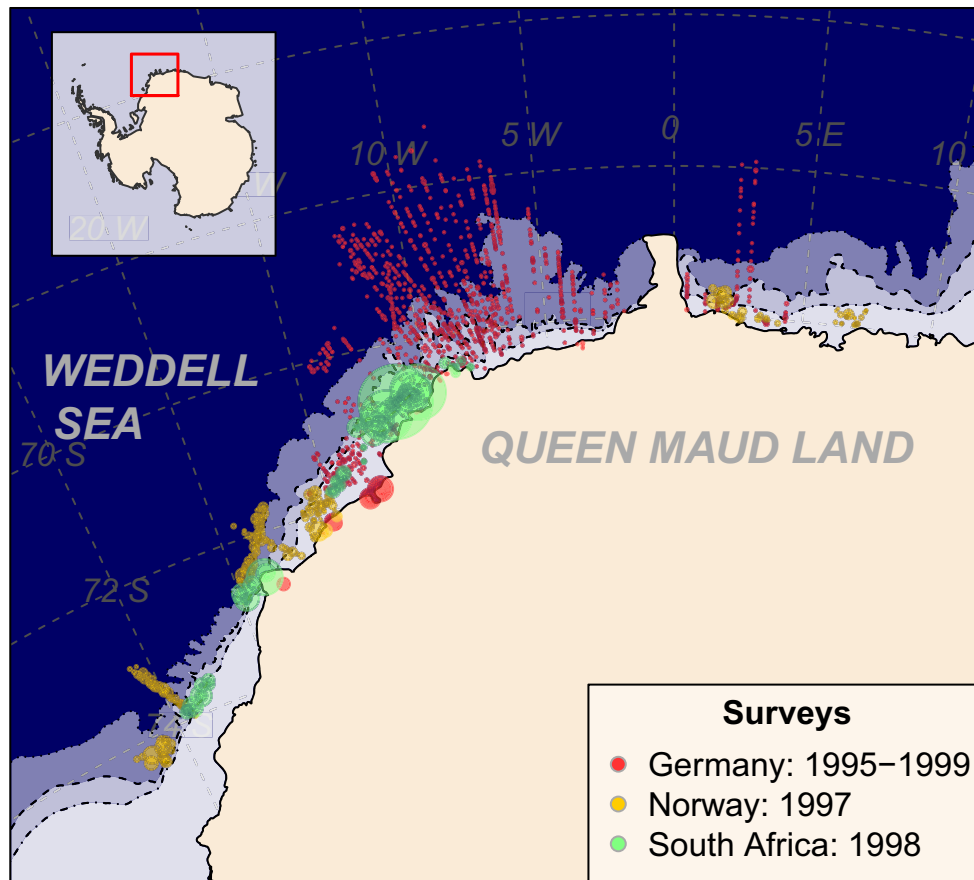 W
20 W
10 W
5 W
0
5 E
10
WEDDELL
SEA
70 S
QUEEN MAUD LAND
72 S
74 S
Surveys
Germany: 1995−1999
Norway: 1997
South Africa: 1998